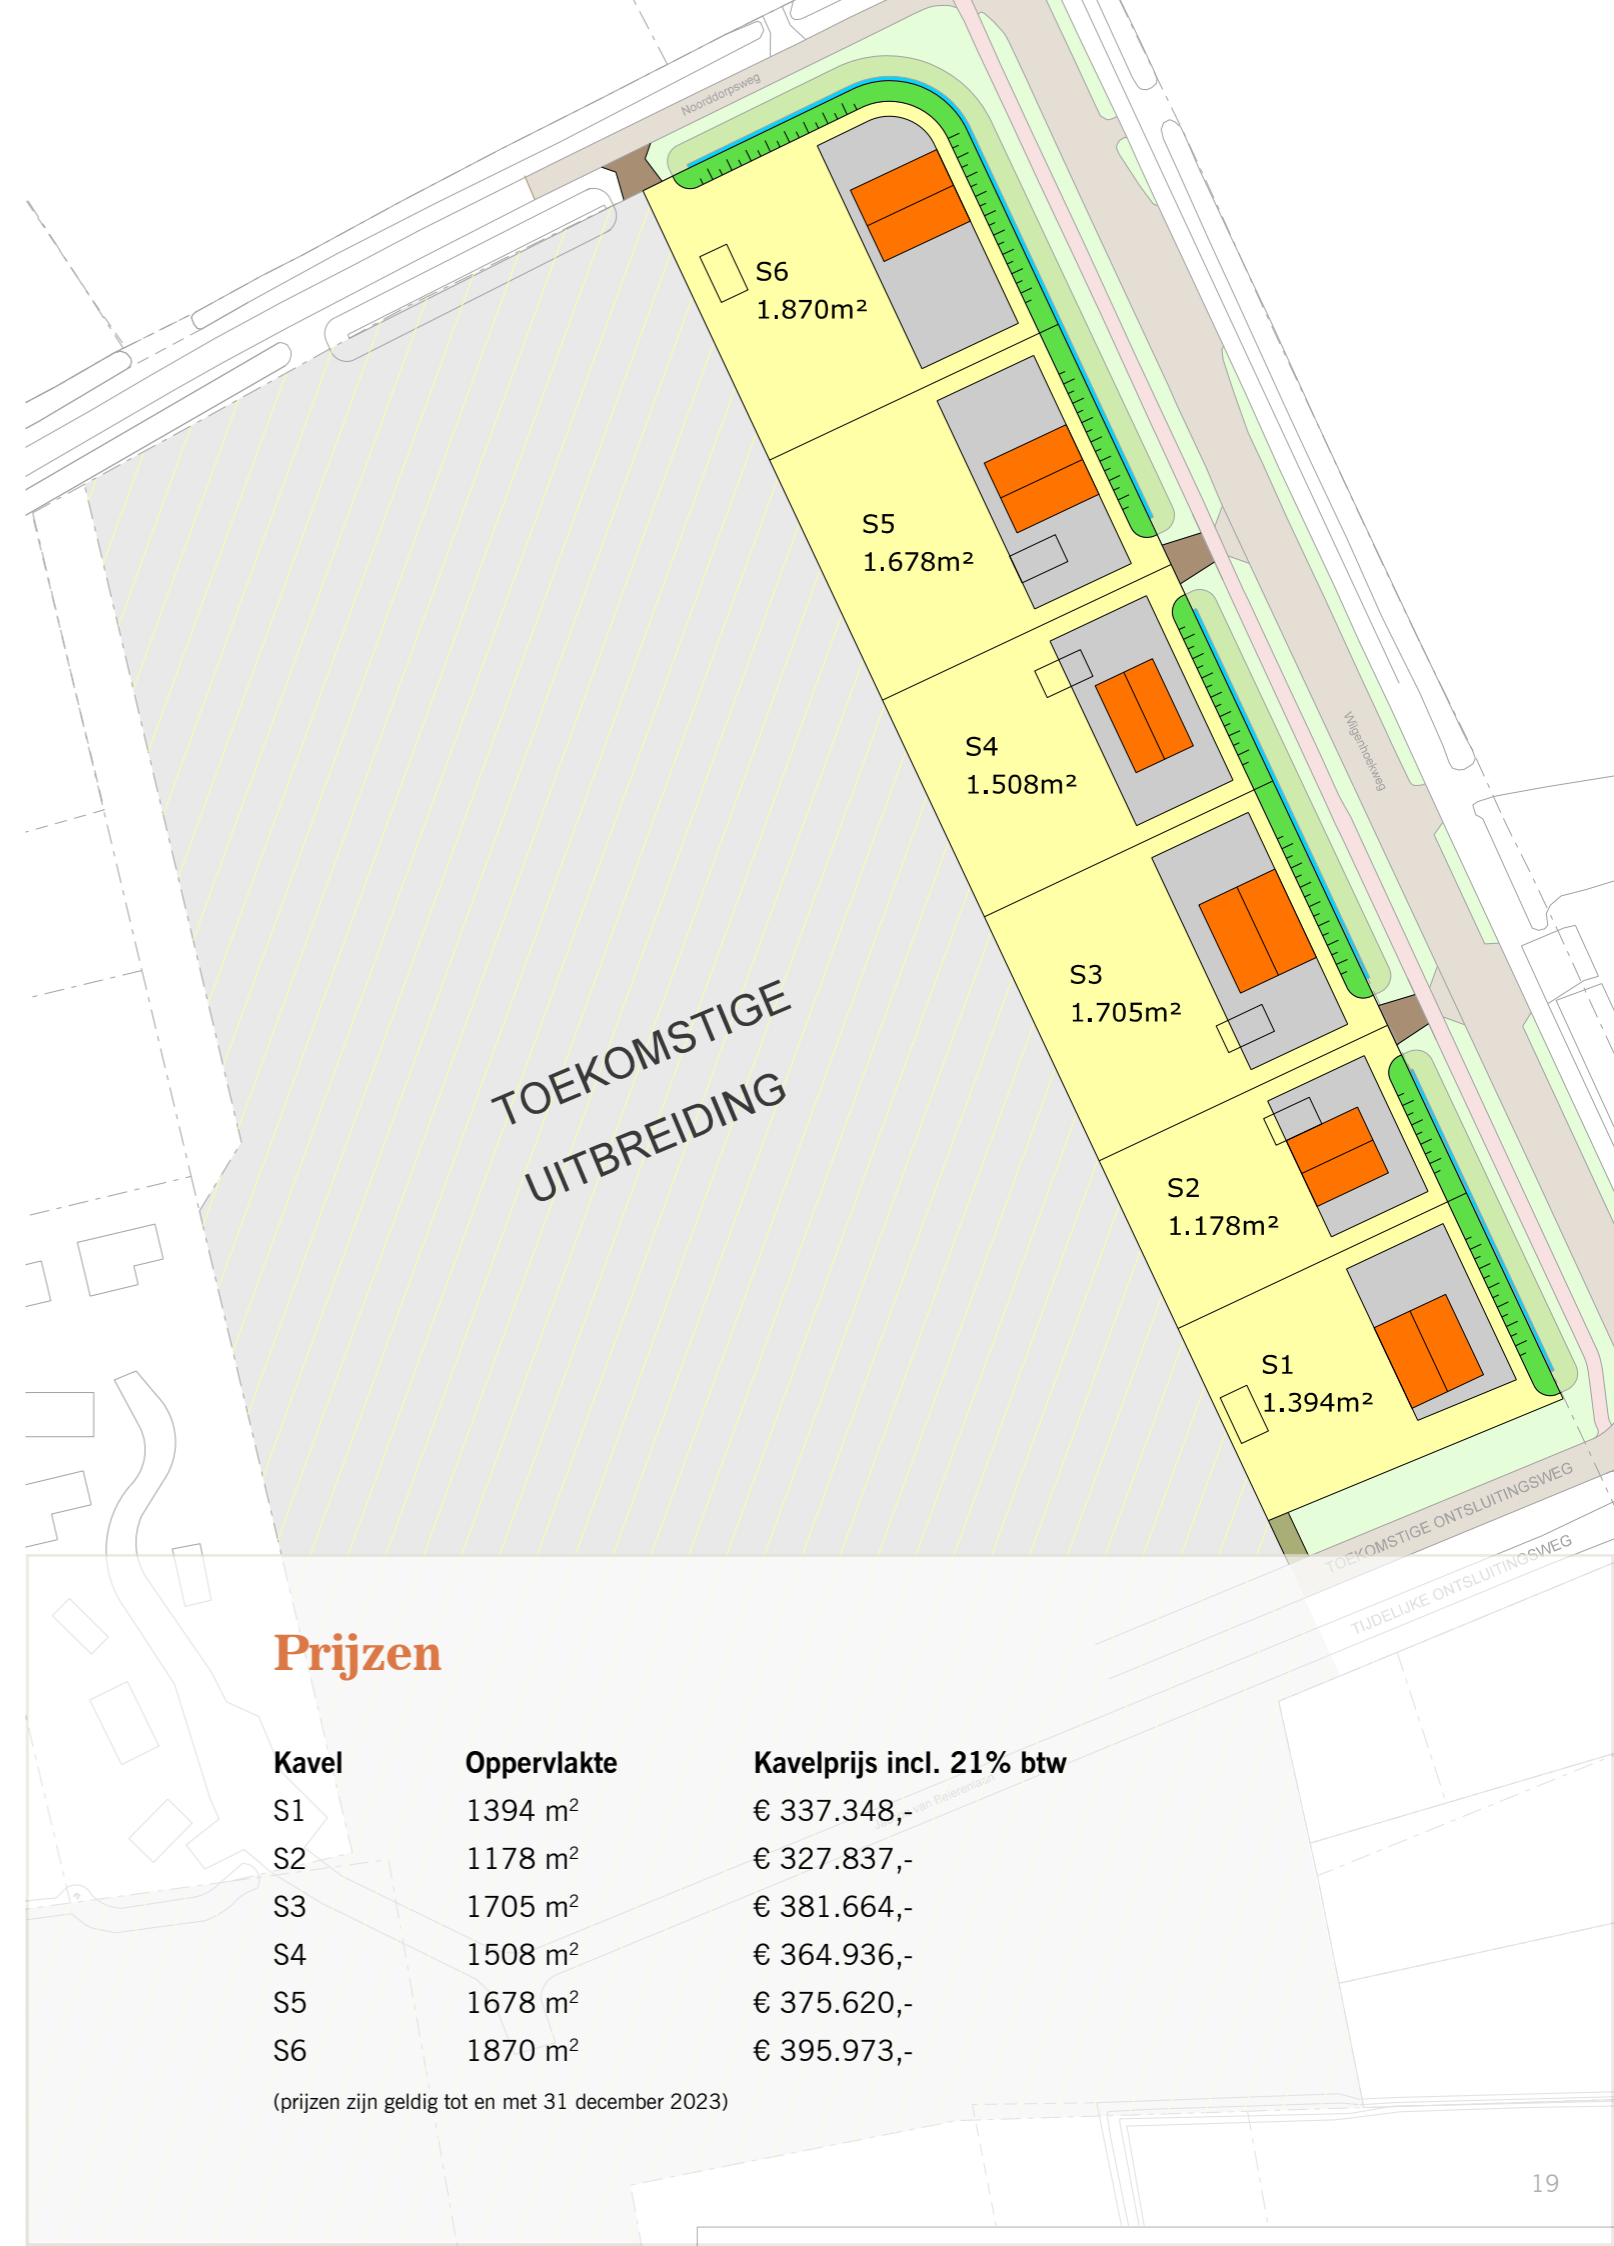 Noorddorpsweg
S6
1.870m²
S5
1.678m²
S4
1.508m²
Wilgenhoekweg
S3
1.705m²
TOEKOMSTIGE
UITBREIDING
S2
1.178m²
S1
1.394m²
TOEKOMSTIGE ONTSLUITINGSWEG
TIJDELIJKE ONTSLUITINGSWEG
Prijzen
Kavel Oppervlakte Kavelprijs incl. 21% btw
S1 1394 m² € 337.348,-
van Beierenlaan
S2 1178 m² € 327.837,-
S3 1705 m² € 381.664,-
S4 1508 m² € 364.936,-
S5 1678 m² € 375.620,-
S6 1870 m² € 395.973,-
(prijzen zijn geldig tot en met 31 december 2023)
19